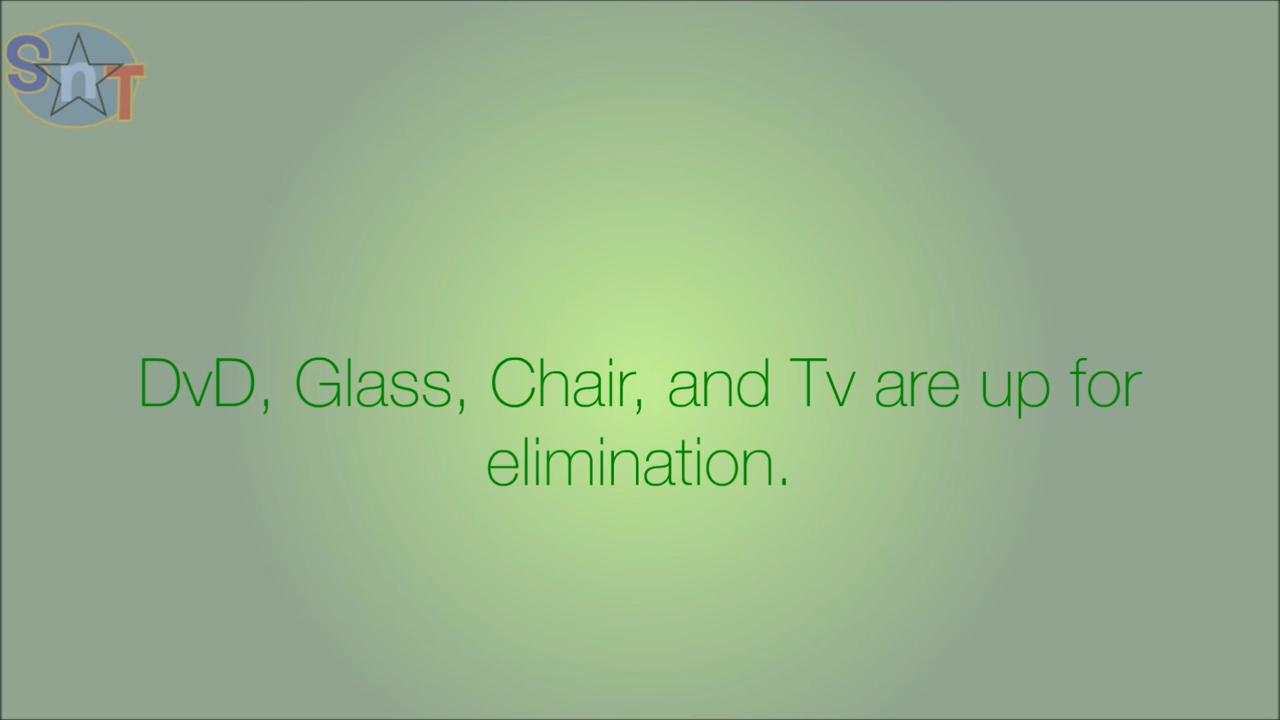 SnT
DvD, Glass, Chair, and Tv are up for
elimination.